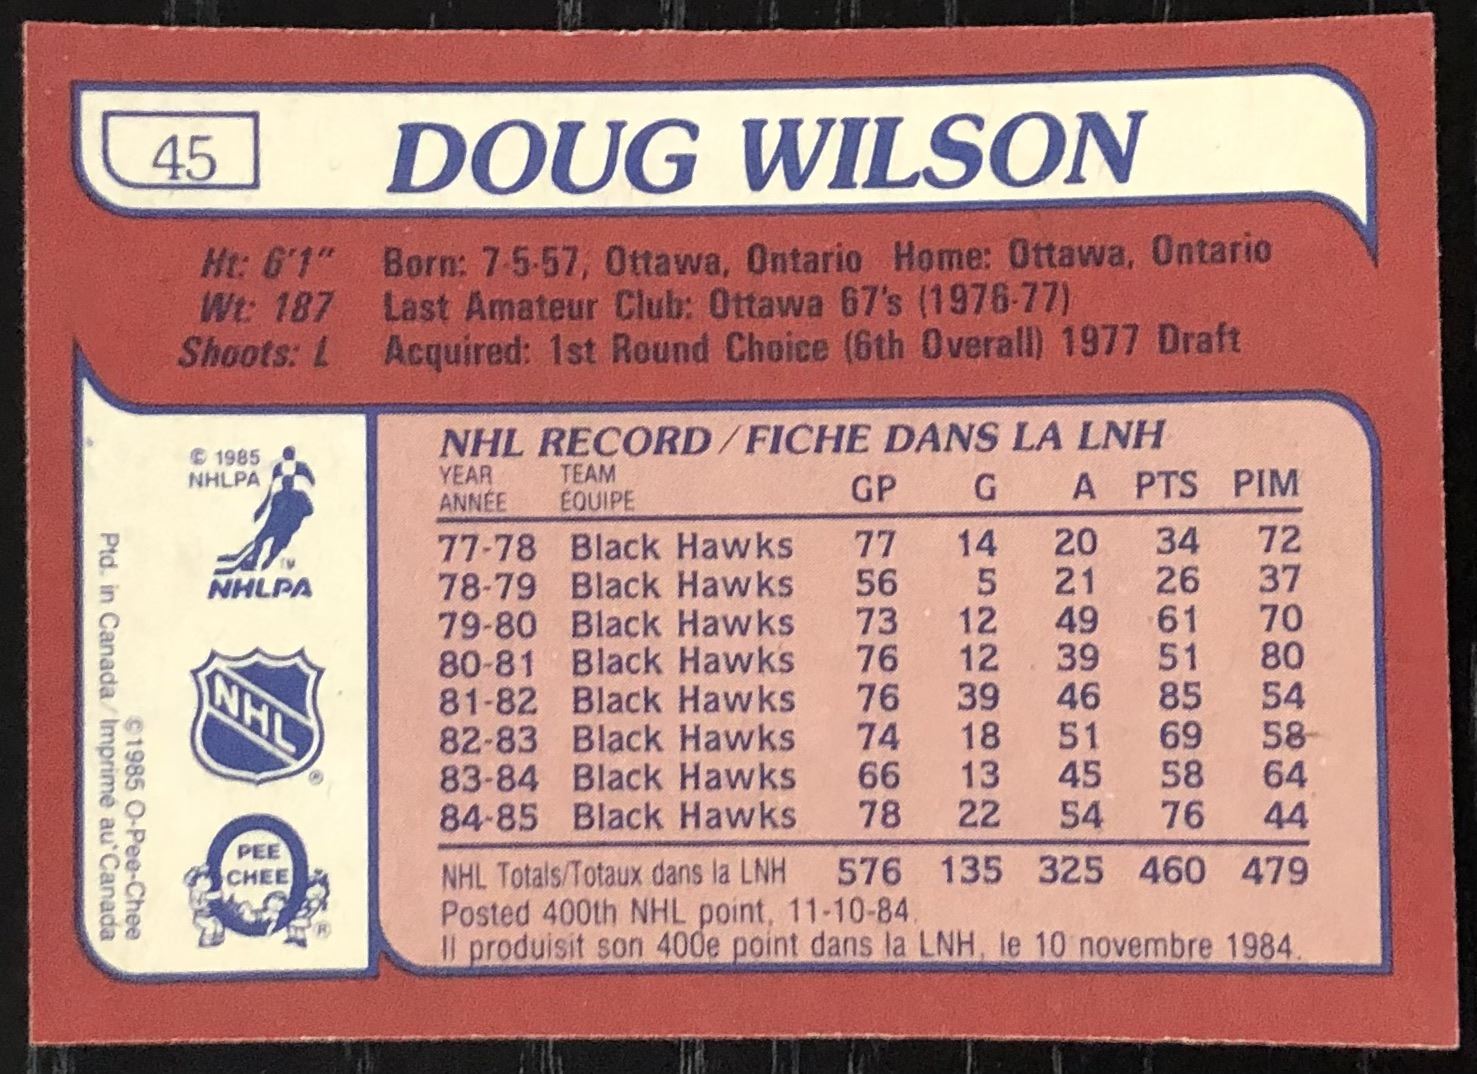 45 DOUG WILSON
Ht: 6'1" Born: 7-5-57, Ottawa, Ontario Home: Ottawa, Ontario
Wt: 187 Last Amateur Club: Ottawa 67's (1976-77)
Shoots: L Acquired: 1st Round Choice (6th Overall) 1977 Draft
© 1985
NHLPA
TM
NHLPA
NHL
®
PEE
CHEE
®
©1985 O-Pee-Chee
Ptd. in Canada/Imprimé au Canada
NHL RECORD/FICHE DANS LA LNH
YEAR TEAM
ANNÉE ÉQUIPE GP G A PTS PIM
77-78 Black Hawks 77 14 20 34 72
78-79 Black Hawks 56 5 21 26 37
79-80 Black Hawks 73 12 49 61 70
80-81 Black Hawks 76 12 39 51 80
81-82 Black Hawks 76 39 46 85 54
82-83 Black Hawks 74 18 51 69 58
83-84 Black Hawks 66 13 45 58 64
84-85 Black Hawks 78 22 54 76 44
NHL Totals/Totaux dans la LNH 576 135 325 460 479
Posted 400th NHL point, 11-10-84.
Il produisit son 400e point dans la LNH, le 10 novembre 1984.